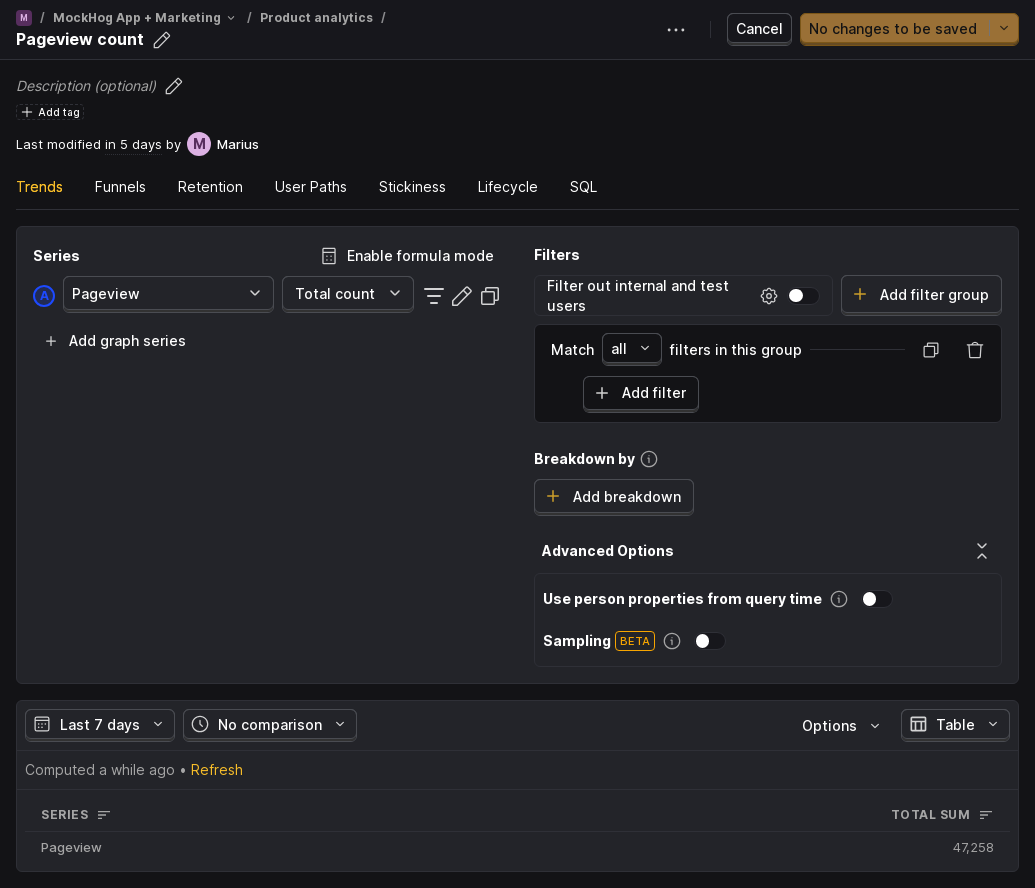 M / MockHog App + Marketing / Product analytics /
Pageview count
Cancel
No changes to be saved
Description (optional)
Add tag
Last modified in 5 days by M Marius
Trends Funnels Retention User Paths Stickiness Lifecycle SQL
Series
Enable formula mode
A Pageview Total count
Add graph series
Filters
Filter out internal and test
users
Add filter group
Match all filters in this group
Add filter
Breakdown by
Add breakdown
Advanced Options
Use person properties from query time
Sampling BETA
Last 7 days No comparison Options Table
Computed a while ago • Refresh
SERIES TOTAL SUM
Pageview 47,258